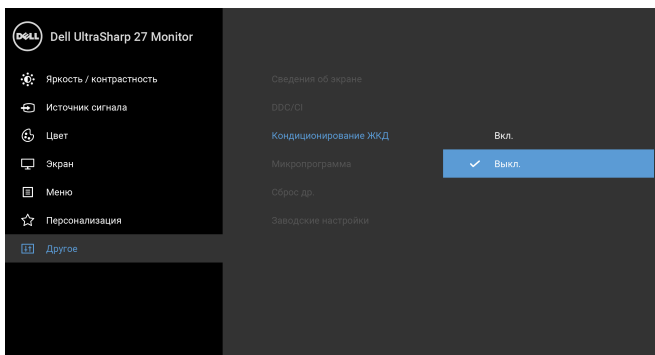 DELL Dell UltraSharp 27 Monitor
Яркость / контрастность
Источник сигнала
Цвет
Экран
Меню
Персонализация
Другое
Сведения об экране
DDC/CI
Кондиционирование ЖКД
Микропрограмма
Сброс др.
Заводские настройки
Вкл.
Выкл.